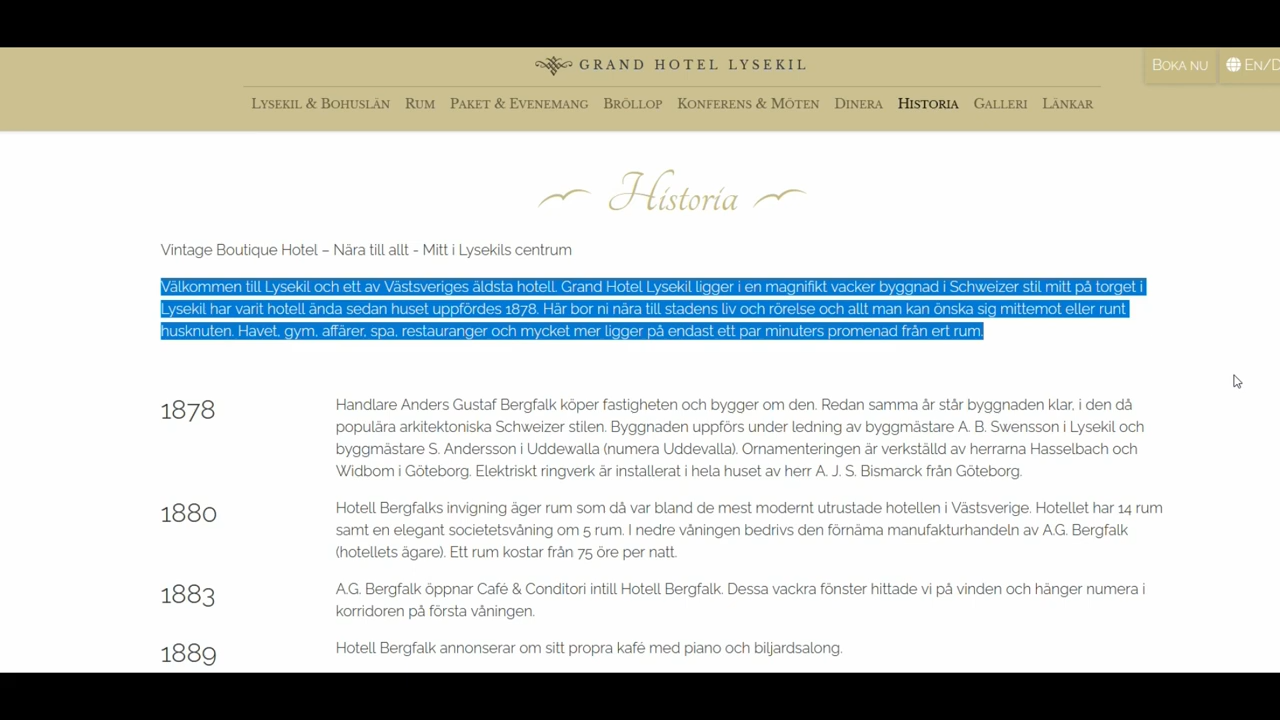 GRAND HOTEL LYSEKIL
BOKA NU
EN/D
LYSEKIL & BOHUSLÄN RUM PAKET & EVENEMANG BRÖLLOP KONFERENS & MÖTEN DINERA HISTORIA GALLERI LÄNKAR
Historia
Vintage Boutique Hotel – Nära till allt - Mitt i Lysekils centrum
Välkommen till Lysekil och ett av Västsveriges äldsta hotell. Grand Hotel Lysekil ligger i en magnifikt vacker byggnad i Schweizer stil mitt på torget i
Lysekil har varit hotell ända sedan huset uppfördes 1878. Här bor ni nära till stadens liv och rörelse och allt man kan önska sig mittemot eller runt
husknuten. Havet, gym, affärer, spa, restauranger och mycket mer ligger på endast ett par minuters promenad från ert rum.
1878
Handlare Anders Gustaf Bergfalk köper fastigheten och bygger om den. Redan samma år står byggnaden klar, i den då
populära arkitektoniska Schweizer stilen. Byggnaden uppförs under ledning av byggmästare A. B. Swensson i Lysekil och
byggmästare S. Andersson i Uddewalla (numera Uddevalla). Ornamenteringen är verkställd av herrarna Hasselbach och
Widbom i Göteborg. Elektriskt ringverk är installerat i hela huset av herr A. J. S. Bismarck från Göteborg.
1880
Hotell Bergfalks invigning äger rum som då var bland de mest modernt utrustade hotellen i Västsverige. Hotellet har 14 rum
samt en elegant societetsvåning om 5 rum. I nedre våningen bedrivs den förnäma manufakturhandeln av A.G. Bergfalk
(hotellets ägare). Ett rum kostar från 75 öre per natt.
1883
A.G. Bergfalk öppnar Café & Conditori intill Hotell Bergfalk. Dessa vackra fönster hittade vi på vinden och hänger numera i
korridoren på första våningen.
1889
Hotell Bergfalk annonserar om sitt propra kafé med piano och biljardsalong.